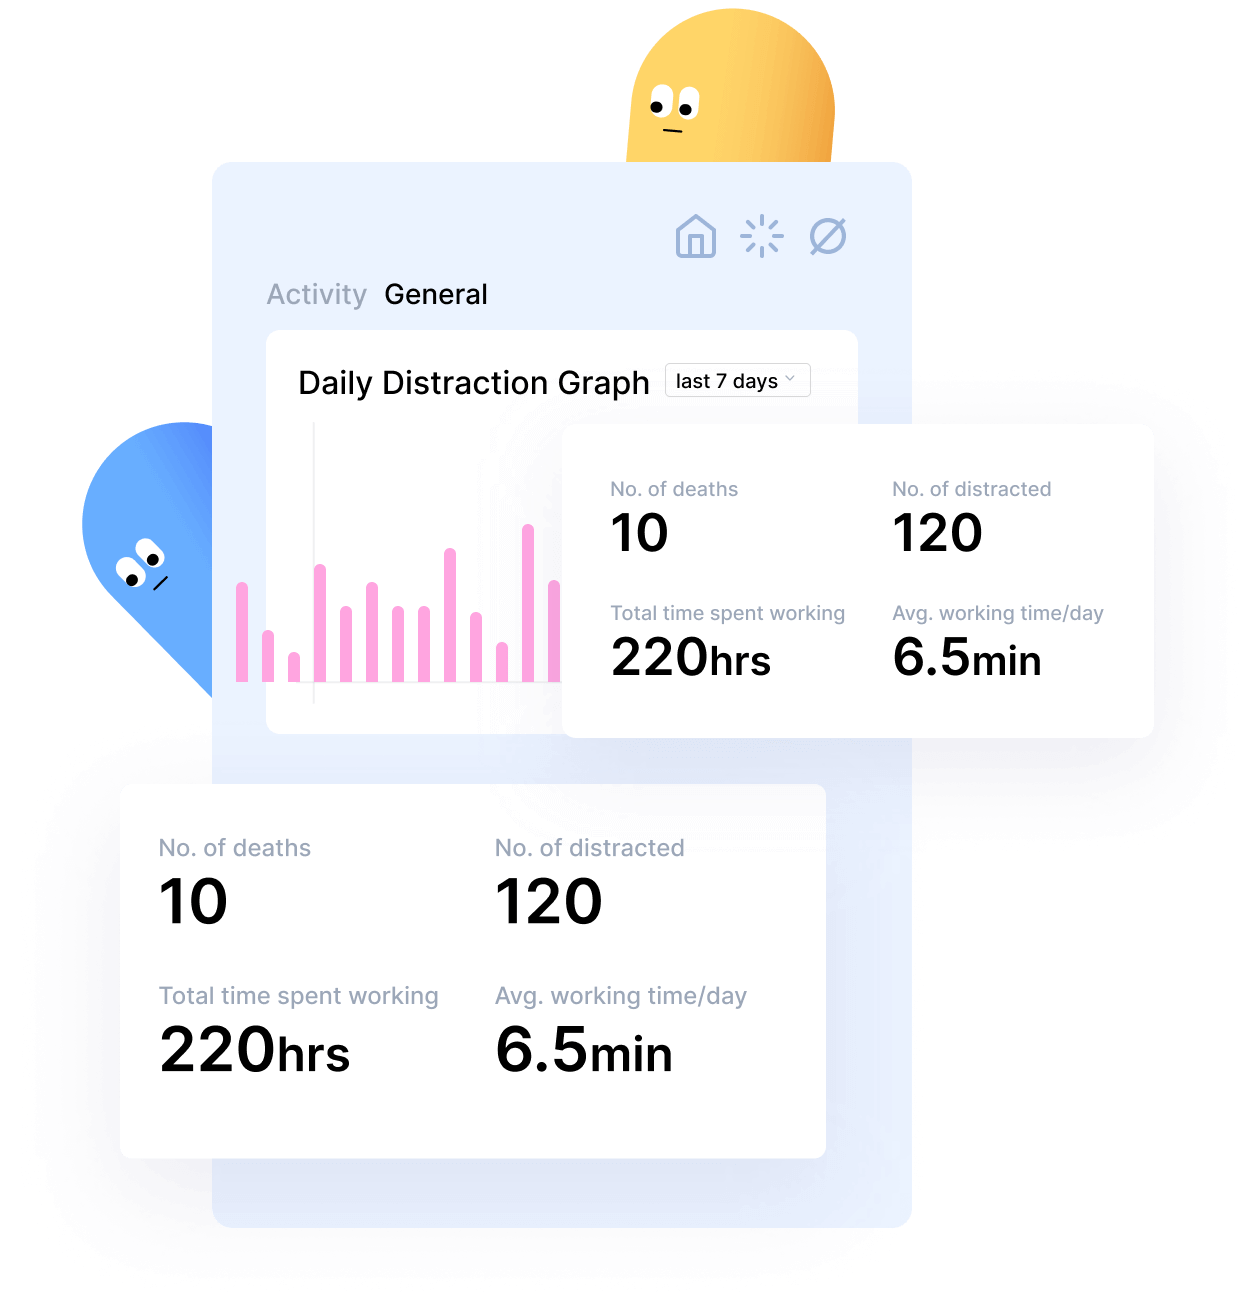 Activity General
Daily Distraction Graph last 7 days
No. of deaths No. of distracted
10 120
Total time spent working Avg. working time/day
220hrs 6.5min
No. of deaths No. of distracted
10 120
Total time spent working Avg. working time/day
220hrs 6.5min